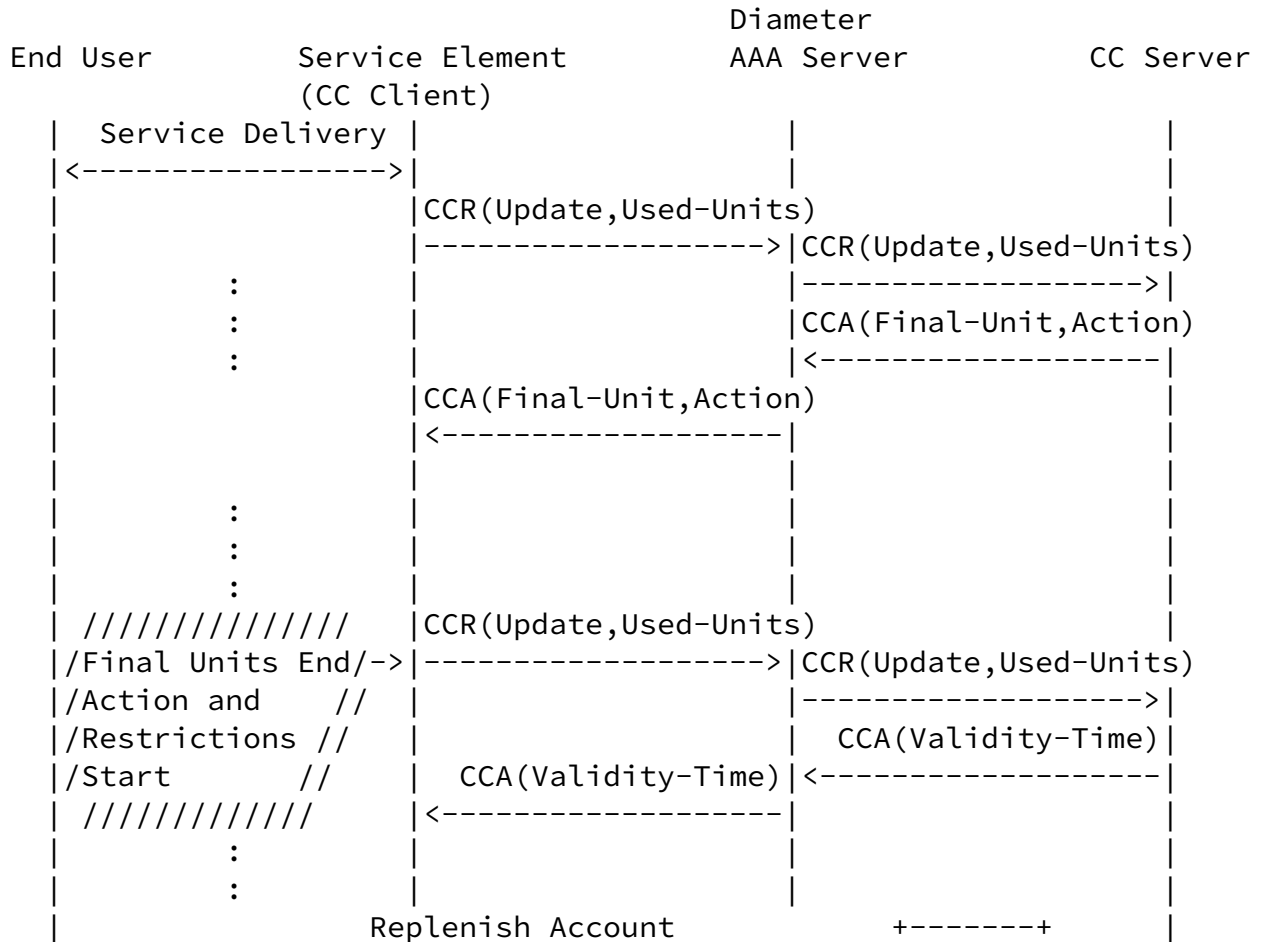 Diameter
End User Service Element AAA Server CC Server
(CC Client)
| Service Delivery | | |
|<----------------->| | |
| |CCR(Update,Used-Units) |
| |------------------->|CCR(Update,Used-Units)
| : | |------------------->|
| : | |CCA(Final-Unit,Action)
| : | |<-------------------|
| |CCA(Final-Unit,Action) |
| |<-------------------| |
| | | |
| : | | |
| : | | |
| : | | |
| /////////////// |CCR(Update,Used-Units) |
|/Final Units End/->|------------------->|CCR(Update,Used-Units)
|/Action and // | |------------------->|
|/Restrictions // | | CCA(Validity-Time)|
|/Start // | CCA(Validity-Time)|<-------------------|
| ///////////// |<-------------------| |
| : | | |
| : | | |
| Replenish Account +-------+ |